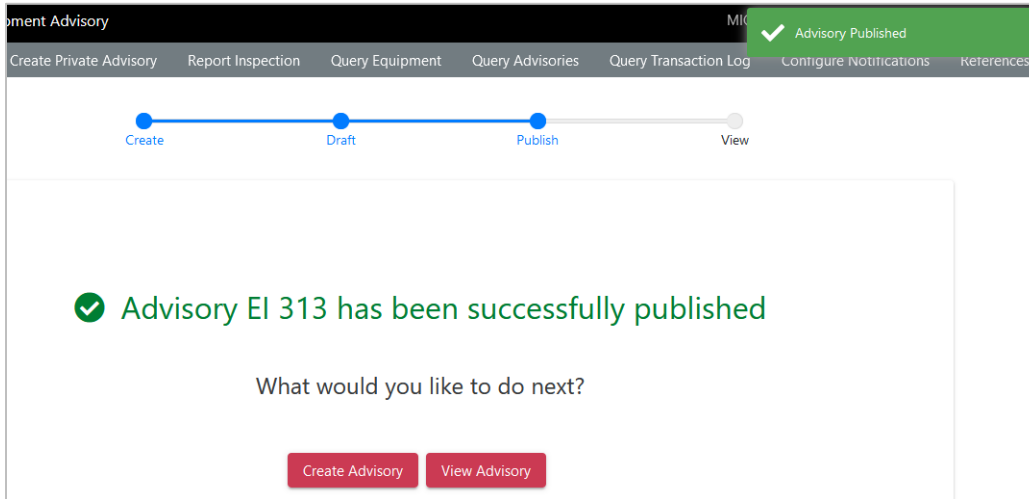 pment Advisory
Advisory Published
Create Private Advisory Report Inspection Query Equipment Query Advisories Query Transaction Log Configure Notifications References
Create Draft Publish View
Advisory EI 313 has been successfully published
What would you like to do next?
Create Advisory View Advisory